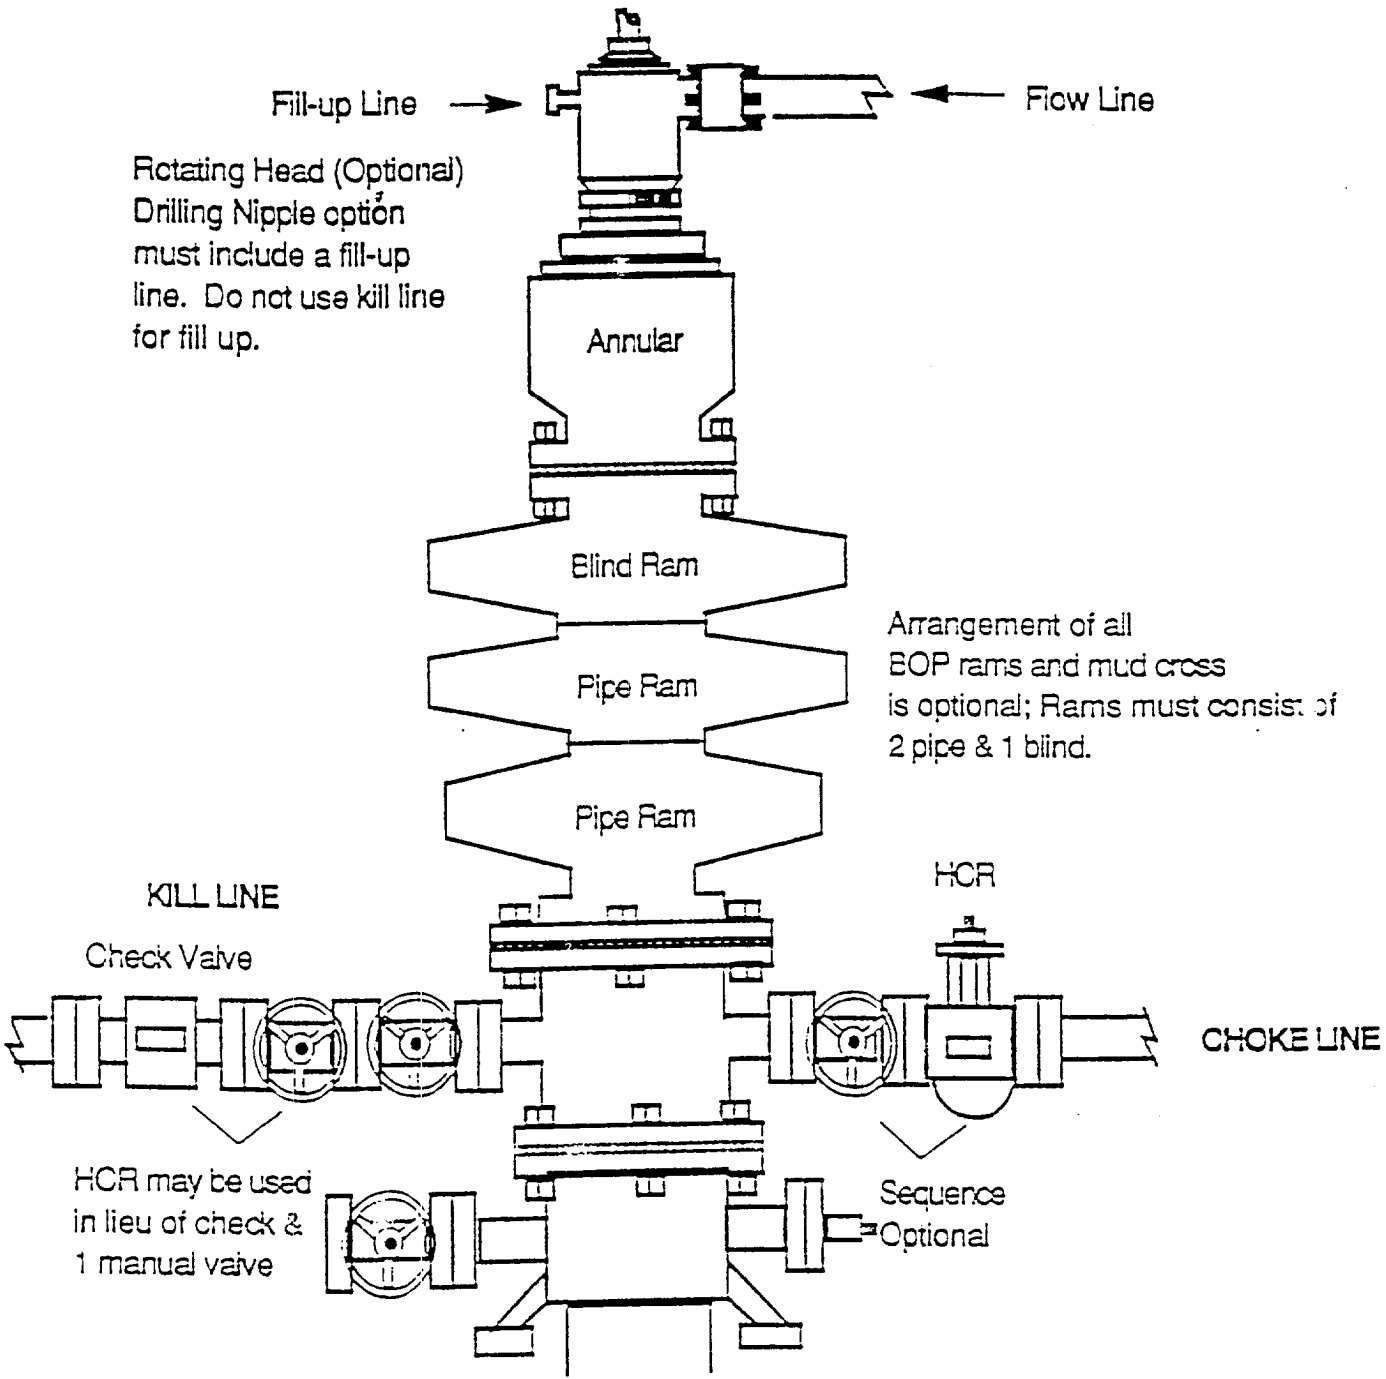 Fill-up Line
Flow Line
Rotating Head (Optional)
Drilling Nipple option
must include a fill-up
line. Do not use kill line
for fill up.
Annular
Blind Ram
Arrangement of all
BOP rams and mud cross
is optional; Rams must consist of
2 pipe & 1 blind.
Pipe Ram
Pipe Ram
HCR
KILL LINE
Check Valve
CHOKE LINE
HCR may be used
in lieu of check &
1 manual valve
Sequence
Optional